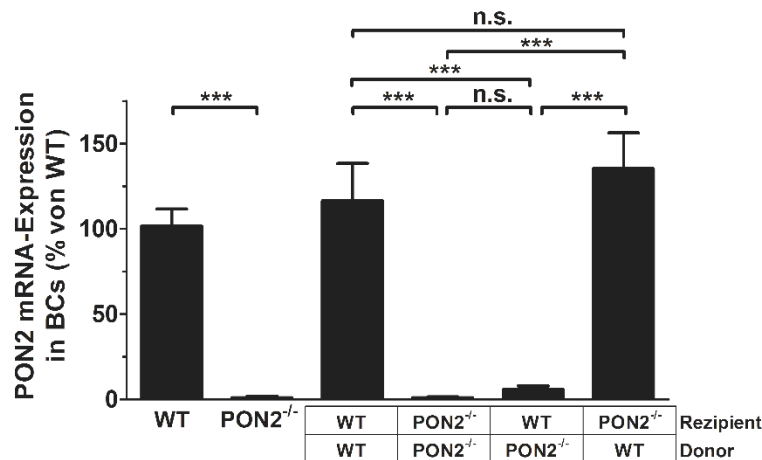 n.s.
***
***
*** *** n.s. ***
PON2 mRNA-Expression
in BCs (% von WT)
150
100
50
0
WT PON2-/- WT PON2-/- WT PON2-/- Rezipient
WT PON2-/- PON2-/- WT Donor